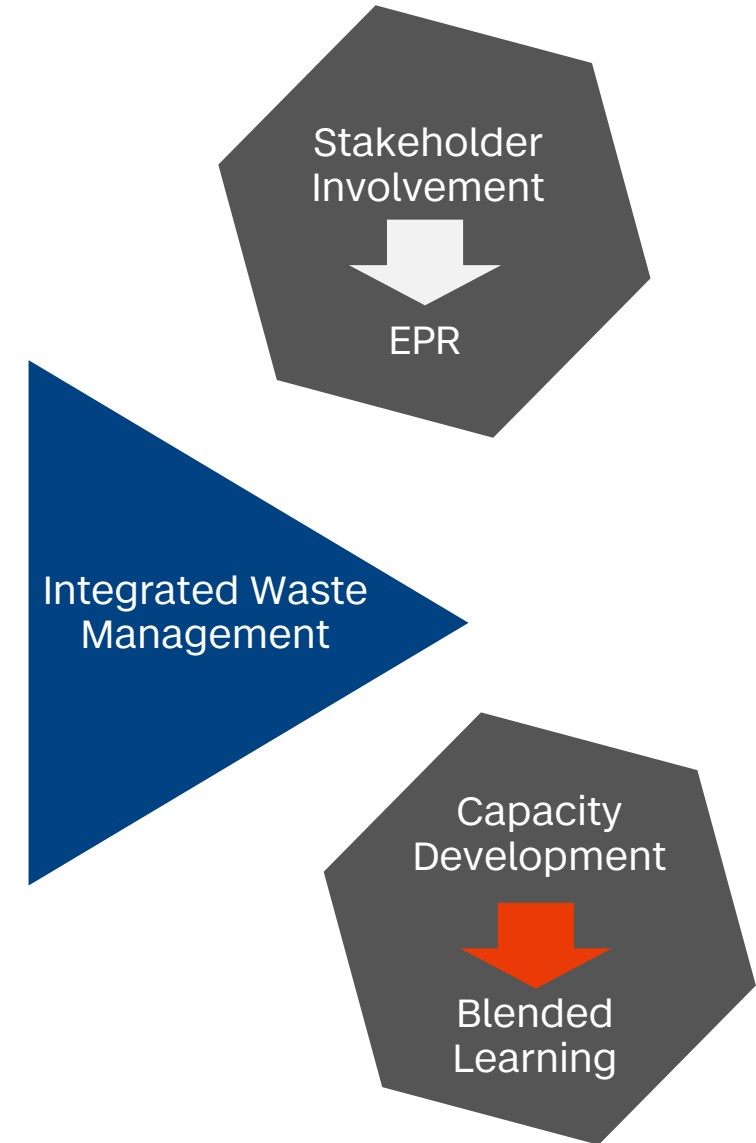 Stakeholder
Involvement
EPR
Integrated Waste
Management
Capacity
Development
Blended
Learning